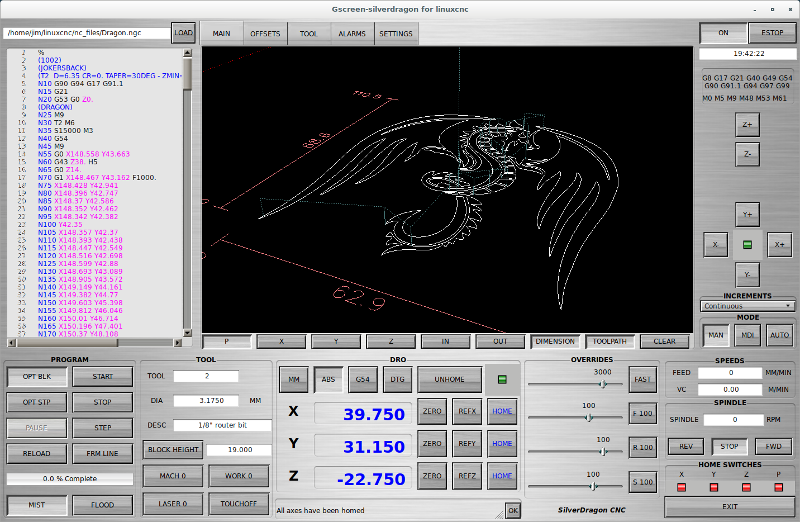 Gscreen-silverdragon for linuxcnc
/home/jim/linuxcnc/nc_files/Dragon.ngc
LOAD
MAIN
OFFSETS
TOOL
ALARMS
SETTINGS
ON
ESTOP
19:42:22
1 %
2 (1002)
3 (JOKERSBACK)
4 (T2 D=6.35 CR=0. TAPER=30DEG - ZMIN=
5 N10 G90 G94 G17 G91.1
6 N15 G21
7 N20 G53 G0 Z0.
8 (DRAGON)
9 N25 M9
10 N30 T2 M6
11 N35 S15000 M3
12 N40 G54
13 N45 M9
14 N55 G0 X148.558 Y43.663
15 N60 G43 Z38. H5
16 N65 G0 Z14.
17 N70 G1 X148.467 Y43.162 F1000.
18 N75 X148.428 Y42.941
19 N80 X148.396 Y42.747
20 N85 X148.37 Y42.586
21 N90 X148.352 Y42.462
22 N95 X148.342 Y42.382
23 N100 Y42.35
24 N105 X148.357 Y42.37
25 N110 X148.393 Y42.438
26 N115 X148.447 Y42.549
27 N120 X148.516 Y42.698
28 N125 X148.599 Y42.88
29 N130 X148.693 Y43.089
30 N135 X148.905 Y43.572
31 N140 X149.149 Y44.161
32 N145 X149.382 Y44.77
33 N150 X149.603 Y45.398
34 N155 X149.812 Y46.046
35 N160 X150.01 Y46.714
36 N165 X150.196 Y47.401
37 N170 X150.37 Y48.108
G8 G17 G21 G40 G49 G54
G90 G91.1 G94 G97 G99
M0 M5 M9 M48 M53 M61
Z+
Z-
Y+
X-
X+
Y-
INCREMENTS
Continuous
MODE
MAN
MDI
AUTO
P
X
Y
Z
IN
OUT
DIMENSION
TOOLPATH
CLEAR
PROGRAM
OPT BLK
START
OPT STP
STOP
PAUSE
STEP
RELOAD
FRM LINE
0.0 % Complete
MIST
FLOOD
TOOL
TOOL 2
DIA 3.1750 MM
DESC 1/8" router bit
BLOCK HEIGHT 19.000
MACH 0
WORK 0
LASER 0
TOUCHOFF
DRO
MM
ABS
G54
DTG
UNHOME
X 39.750 ZERO REFX HOME
Y 31.150 ZERO REFY HOME
Z -22.750 ZERO REFZ HOME
All axes have been homed
OK
OVERRIDES
3000
FAST
100
F 100
100
R 100
100
S 100
SilverDragon CNC
SPEEDS
FEED 0 MM/MIN
VC 0.00 M/MIN
SPINDLE
SPINDLE 0 RPM
REV
STOP
FWD
HOME SWITCHES
X Y Z P
EXIT